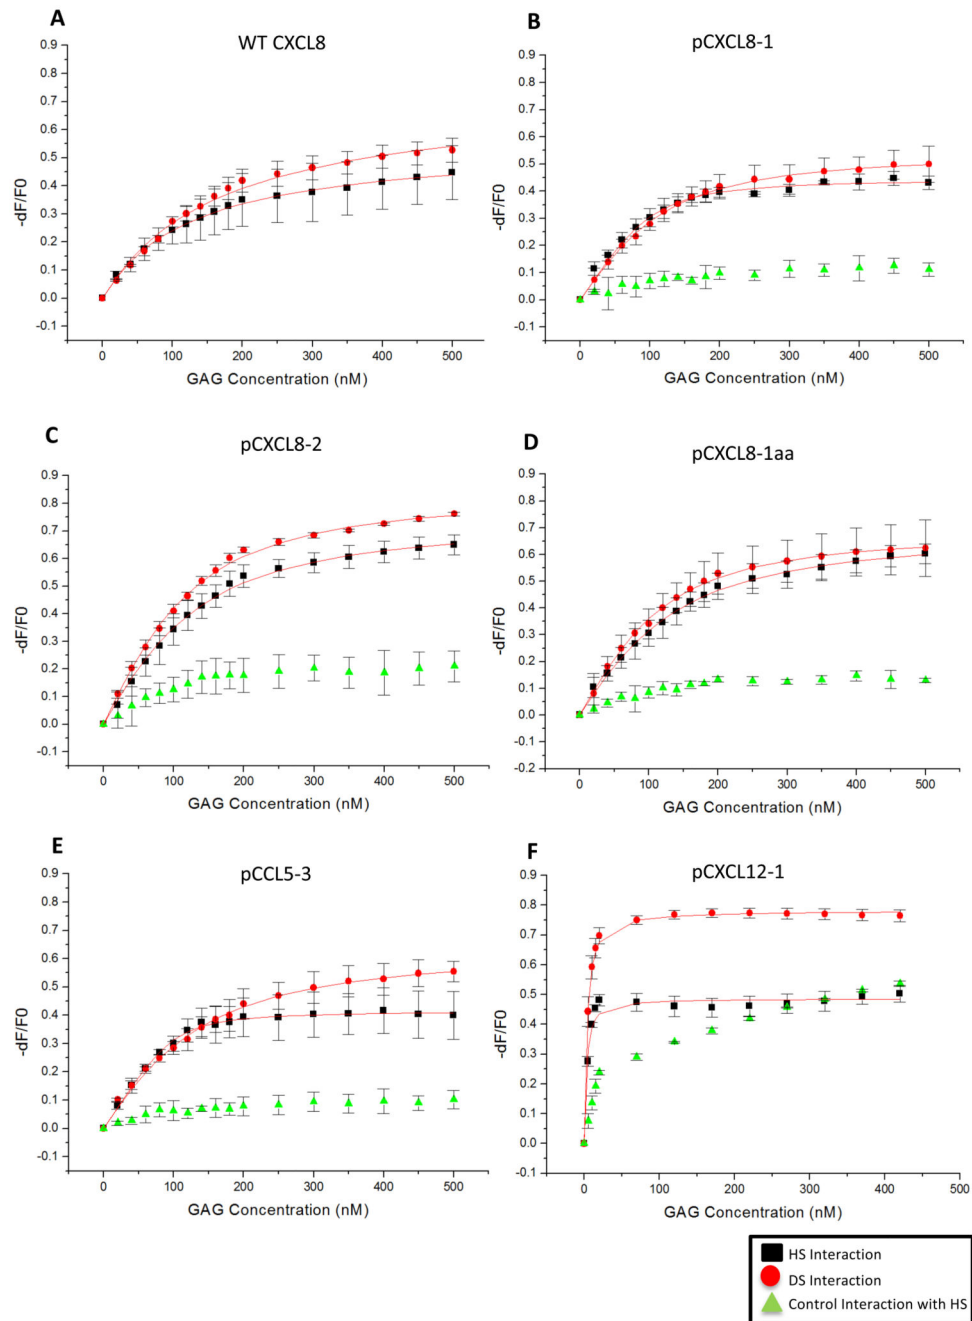 A
WT CXCL8
0.9
0.8
0.7
0.6
0.5
0.4
0.3
0.2
0.1
0.0
-0.1
-dF/F0
0 100 200 300 400 500
GAG Concentration (nM)
B
pCXCL8-1
0.9
0.8
0.7
0.6
0.5
0.4
0.3
0.2
0.1
0.0
-0.1
-dF/F0
0 100 200 300 400 500
GAG Concentration (nM)
C
pCXCL8-2
0.9
0.8
0.7
0.6
0.5
0.4
0.3
0.2
0.1
0.0
-0.1
-dF/F0
0 100 200 300 400 500
GAG Concentration (nM)
D
pCXCL8-1aa
0.9
0.8
0.7
0.6
0.5
0.4
0.3
0.2
0.1
0.0
-0.1
-0.2
-dF/F0
0 100 200 300 400 500
GAG Concentration (nM)
E
pCCL5-3
0.9
0.8
0.7
0.6
0.5
0.4
0.3
0.2
0.1
0.0
-0.1
-dF/F0
0 100 200 300 400 500
GAG Concentration (nM)
F
pCXCL12-1
0.9
0.8
0.7
0.6
0.5
0.4
0.3
0.2
0.1
0.0
-0.1
-dF/F0
0 100 200 300 400 500
GAG Concentration (nM)
HS Interaction
DS Interaction
Control Interaction with HS